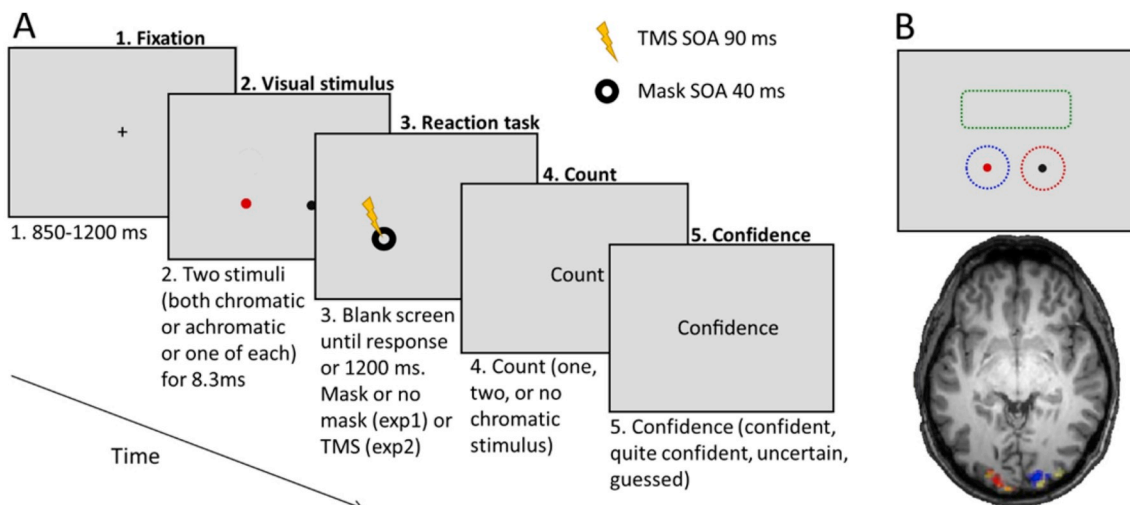 A
1. Fixation
2. Visual stimulus
3. Reaction task
4. Count
5. Confidence
TMS SOA 90 ms
Mask SOA 40 ms
B
1. 850-1200 ms
2. Two stimuli
(both chromatic
or achromatic
or one of each)
for 8.3ms
3. Blank screen
until response
or 1200 ms.
Mask or no
mask (exp1) or
TMS (exp2)
Count
4. Count (one,
two, or no
chromatic
stimulus)
Confidence
5. Confidence (confident,
quite confident, uncertain,
guessed)
Time